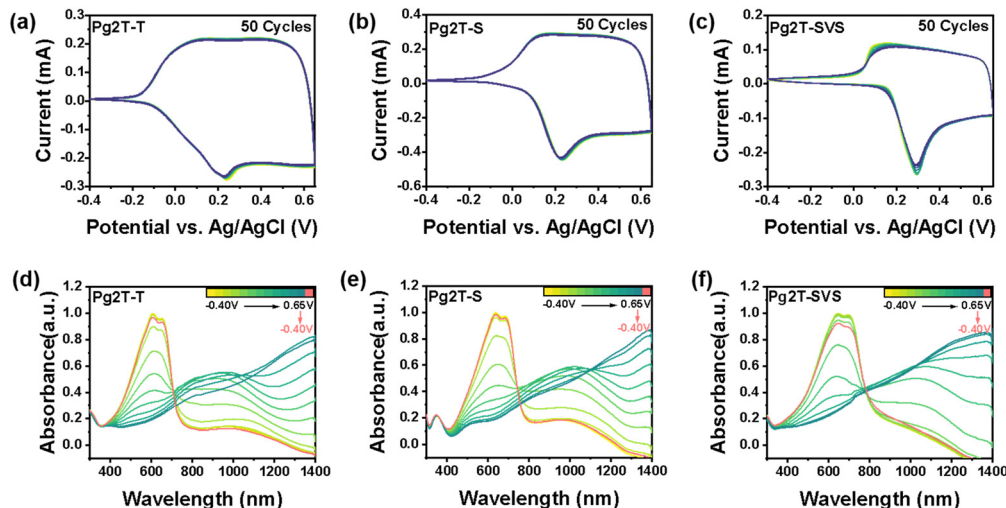 (a)
Pg2T-T
50 Cycles
Current (mA)
0.3
0.2
0.1
0.0
-0.1
-0.2
-0.3
-0.4 -0.2 0.0 0.2 0.4 0.6
Potential vs. Ag/AgCl (V)
(b)
Pg2T-S
50 Cycles
Current (mA)
0.4
0.2
0.0
-0.2
-0.4
-0.6
-0.4 -0.2 0.0 0.2 0.4 0.6
Potential vs. Ag/AgCl (V)
(c)
Pg2T-SVS
50 Cycles
Current (mA)
0.2
0.1
0.0
-0.1
-0.2
-0.3
-0.4 -0.2 0.0 0.2 0.4 0.6
Potential vs. Ag/AgCl (V)
(d)
Pg2T-T
-0.40V 0.65V
-0.40V
Absorbance(a.u.)
1.2
1.0
0.8
0.6
0.4
0.2
0.0
400 600 800 1000 1200 1400
Wavelength (nm)
(e)
Pg2T-S
-0.40V 0.65V
-0.40V
Absorbance(a.u.)
1.2
1.0
0.8
0.6
0.4
0.2
0.0
400 600 800 1000 1200 1400
Wavelength (nm)
(f)
Pg2T-SVS
-0.40V 0.65V
-0.40V
Absorbance(a.u.)
1.2
1.0
0.8
0.6
0.4
0.2
0.0
400 600 800 1000 1200 1400
Wavelength (nm)